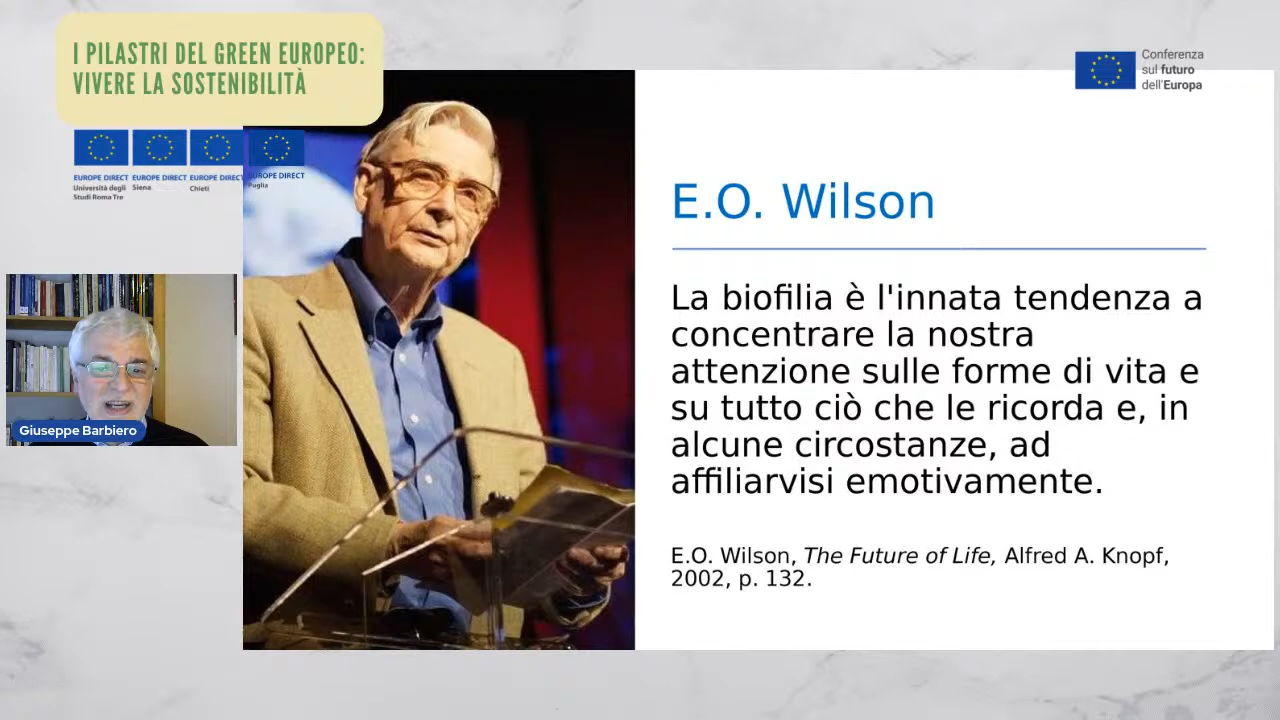 I PILASTRI DEL GREEN EUROPEO:
VIVERE LA SOSTENIBILITÀ
Conferenza
sul futuro
dell'Europa
EUROPE DIRECT
Università degli
Studi Roma Tre
EUROPE DIRECT
Siena
EUROPE DIRECT
Chieti
EUROPE DIRECT
Puglia
Giuseppe Barbiero
E.O. Wilson
La biofilia è l'innata tendenza a
concentrare la nostra
attenzione sulle forme di vita e
su tutto ciò che le ricorda e, in
alcune circostanze, ad
affiliarvisi emotivamente.
E.O. Wilson, The Future of Life, Alfred A. Knopf,
2002, p. 132.